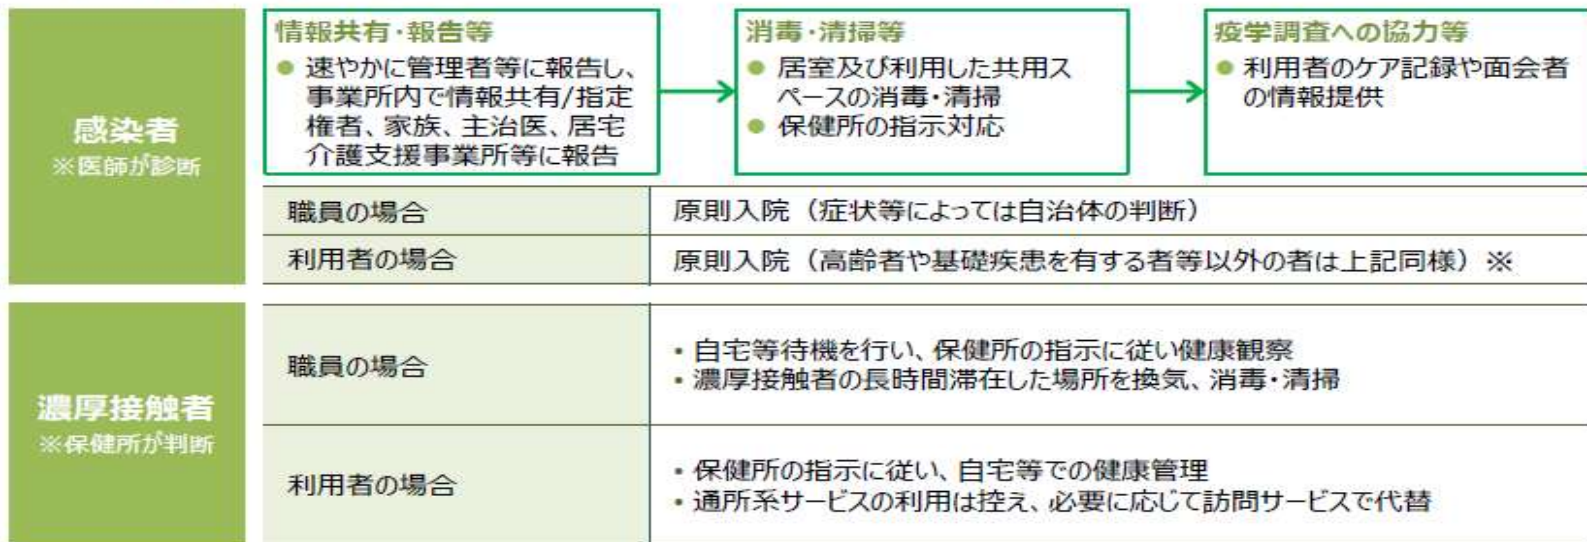 感染者
※医師が診断
情報共有・報告等
● 速やかに管理者等に報告し、
事業所内で情報共有/指定
権者、家族、主治医、居宅
介護支援事業所等に報告
消毒・清掃等
● 居室及び利用した共用ス
ペースの消毒・清掃
● 保健所の指示対応
疫学調査への協力等
● 利用者のケア記録や面会者
の情報提供
職員の場合
原則入院（症状等によっては自治体の判断）
利用者の場合
原則入院（高齢者や基礎疾患を有する者等以外の者は上記同様）※
濃厚接触者
※保健所が判断
職員の場合
・自宅等待機を行い、保健所の指示に従い健康観察
・濃厚接触者の長時間滞在した場所を換気、消毒・清掃
利用者の場合
・保健所の指示に従い、自宅等での健康管理
・通所系サービスの利用は控え、必要に応じて訪問サービスで代替